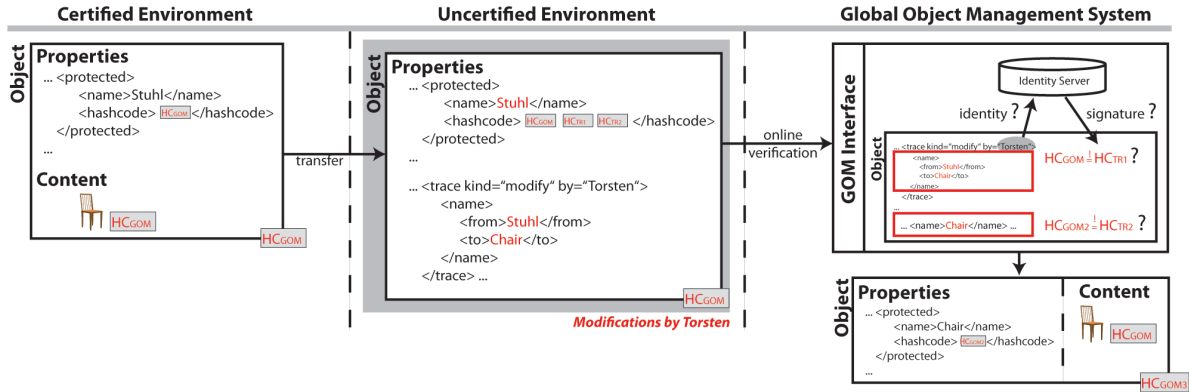 Certified Environment
Object
Properties
... <protected>
<name>Stuhl</name>
<hashcode> HCGOM </hashcode>
</protected>
...
Content
HCGOM
HCGOM
transfer
Uncertified Environment
Object
Properties
... <protected>
<name>Stuhl</name>
<hashcode> HCGOM HCTR1 HCTR2 </hashcode>
</protected>
...
... <trace kind="modify" by="Torsten">
<name>
<from>Stuhl</from>
<to>Chair</to>
</name>
</trace> ...
HCGOM
Modifications by Torsten
online
verification
Global Object Management System
GOM Interface
Identity Server
identity ?
signature ?
Object
... <trace kind="modify" by="Torsten">
<name>
<from>Stuhl</from>
<to>Chair</to>
</name>
</trace>
...
... <name>Chair</name> ...
HCGOM != HCTR1 ?
HCGOM2 != HCTR2 ?
Object
Properties
... <protected>
<name>Chair</name>
<hashcode> HCGOM2 </hashcode>
</protected>
...
Content
HCGOM
HCGOM3